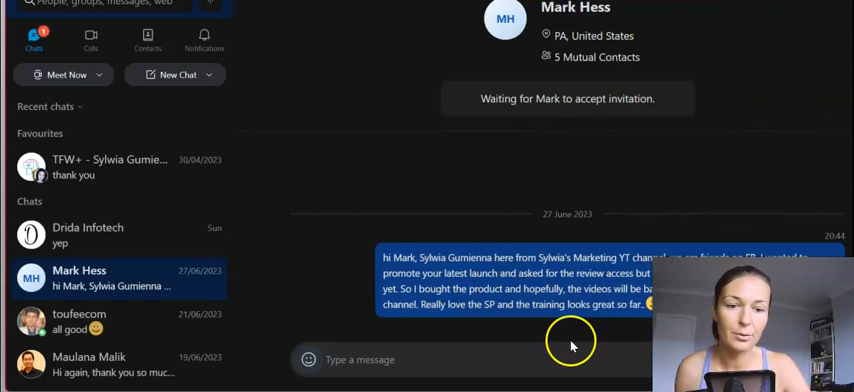 People, groups, messages, web
Mark Hess
MH
PA, United States
5 Mutual Contacts
1
Chats
Calls
Contacts
Notifications
Meet Now
New Chat
Waiting for Mark to accept invitation.
Recent chats
Favourites
TFW+ - Sylwia Gumie... 30/04/2023
thank you
Chats
Drida Infotech Sun
yep
27 June 2023
20:44
MH
Mark Hess 27/06/2023
hi Mark, Sylwia Gumienna ...
hi Mark, Sylwia Gumienna here from Sylwia's Marketing YT channel, we are friends on FB. I wanted to
promote your latest launch and asked for the review access but
yet. So I bought the product and hopefully, the videos will be ba
channel. Really love the SP and the training looks great so far..
toufeecom 21/06/2023
all good
Type a message
Maulana Malik 19/06/2023
Hi again, thank you so muc...